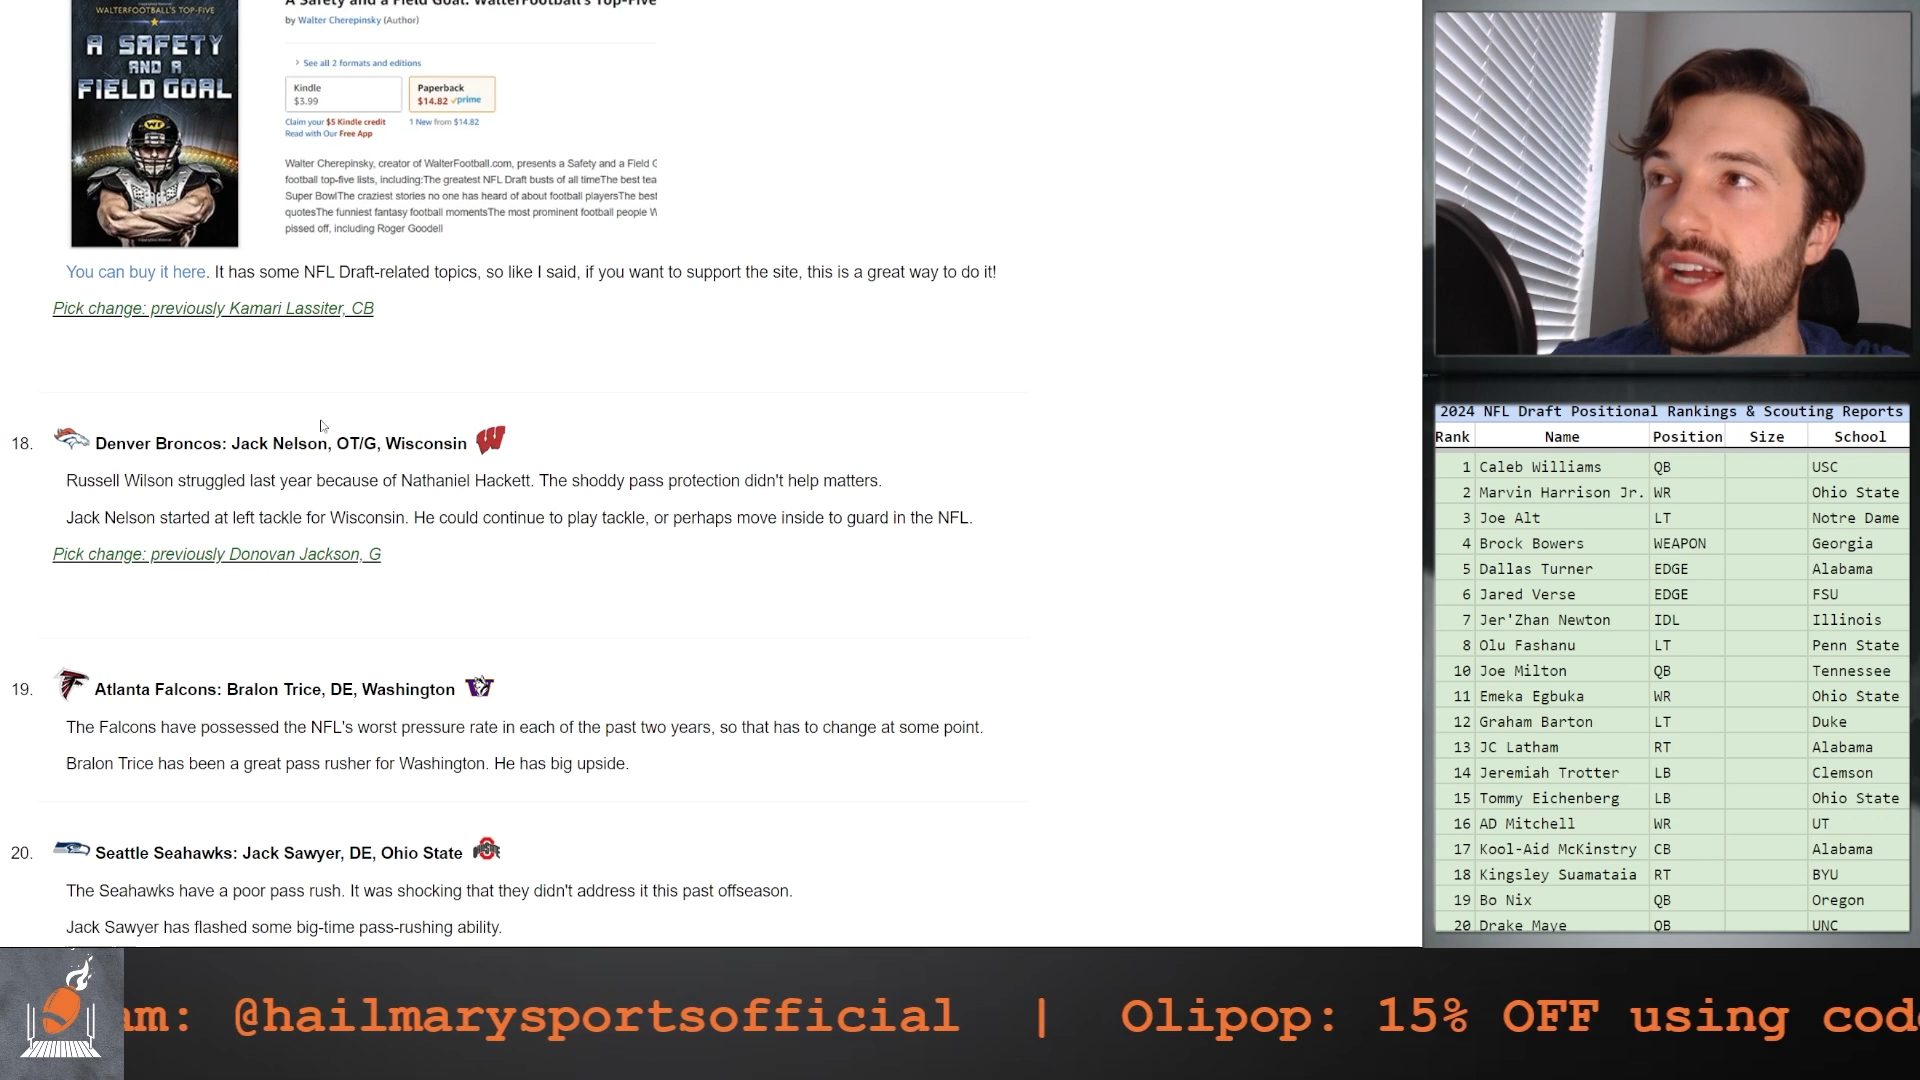 WALTERFOOTBALL'S TOP-FIVE
A SAFETY
AND A
FIELD GOAL
WF
A Safety and a Field Goal: WalterFootball's Top-Five
by Walter Cherepinsky (Author)
› See all 2 formats and editions
Kindle
$3.99
Paperback
$14.82 prime
Claim your $5 Kindle credit
Read with Our Free App
1 New from $14.82
Walter Cherepinsky, creator of WalterFootball.com, presents a Safety and a Field G
football top-five lists, including:The greatest NFL Draft busts of all timeThe best tea
Super BowlThe craziest stories no one has heard of about football playersThe best
quotesThe funniest fantasy football momentsThe most prominent football people W
pissed off, including Roger Goodell
You can buy it here. It has some NFL Draft-related topics, so like I said, if you want to support the site, this is a great way to do it!
Pick change: previously Kamari Lassiter, CB
18. Denver Broncos: Jack Nelson, OT/G, Wisconsin W
Russell Wilson struggled last year because of Nathaniel Hackett. The shoddy pass protection didn't help matters.
Jack Nelson started at left tackle for Wisconsin. He could continue to play tackle, or perhaps move inside to guard in the NFL.
Pick change: previously Donovan Jackson, G
19. Atlanta Falcons: Bralon Trice, DE, Washington W
The Falcons have possessed the NFL's worst pressure rate in each of the past two years, so that has to change at some point.
Bralon Trice has been a great pass rusher for Washington. He has big upside.
20. Seattle Seahawks: Jack Sawyer, DE, Ohio State
The Seahawks have a poor pass rush. It was shocking that they didn't address it this past offseason.
Jack Sawyer has flashed some big-time pass-rushing ability.
2024 NFL Draft Positional Rankings & Scouting Reports
Rank Name Position Size School
1 Caleb Williams QB USC
2 Marvin Harrison Jr. WR Ohio State
3 Joe Alt LT Notre Dame
4 Brock Bowers WEAPON Georgia
5 Dallas Turner EDGE Alabama
6 Jared Verse EDGE FSU
7 Jer'Zhan Newton IDL Illinois
8 Olu Fashanu LT Penn State
10 Joe Milton QB Tennessee
11 Emeka Egbuka WR Ohio State
12 Graham Barton LT Duke
13 JC Latham RT Alabama
14 Jeremiah Trotter LB Clemson
15 Tommy Eichenberg LB Ohio State
16 AD Mitchell WR UT
17 Kool-Aid McKinstry CB Alabama
18 Kingsley Suamataia RT BYU
19 Bo Nix QB Oregon
20 Drake Maye QB UNC
am: @hailmarysportsofficial | Olipop: 15% OFF using cod